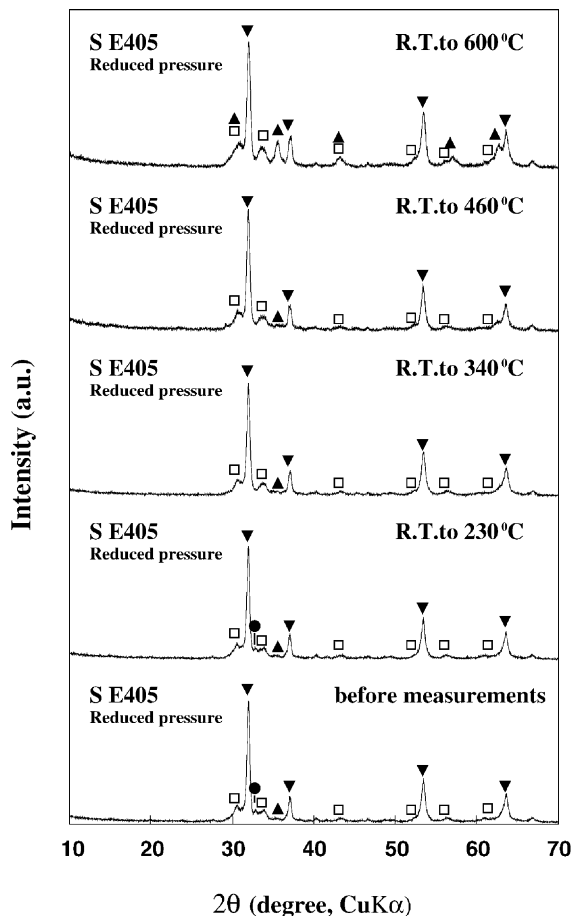 S E405 R.T.to 600⁰C
Reduced pressure
S E405 R.T.to 460⁰C
Reduced pressure
S E405 R.T.to 340⁰C
Reduced pressure
S E405 R.T.to 230⁰C
Reduced pressure
S E405 before measurements
Reduced pressure
Intensity (a.u.)
10 20 30 40 50 60 70
2θ (degree, CuKα)